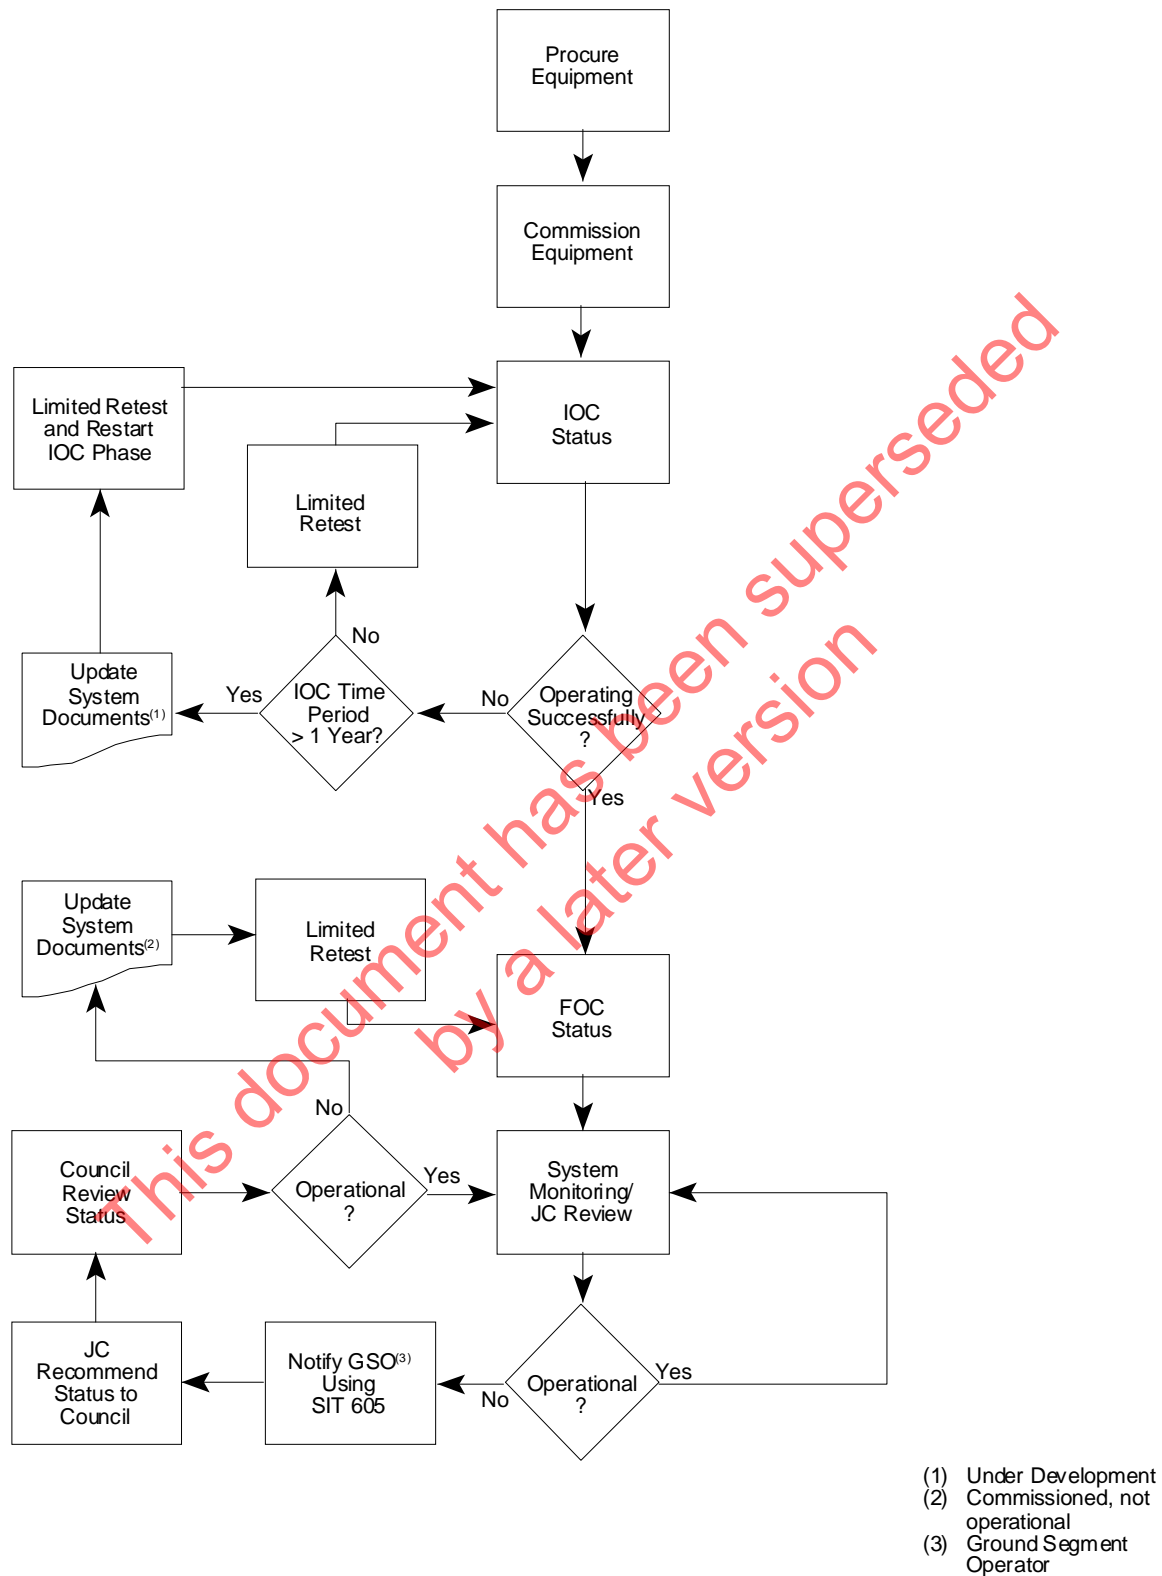 Procure
Equipment
Commission
Equipment
IOC
Status
Limited Retest
and Restart
IOC Phase
Limited
Retest
No
Update
System
Documents(1)
Yes
IOC Time
Period
> 1 Year?
No
Operating
Successfully
?
Yes
Update
System
Documents(2)
Limited
Retest
FOC
Status
No
Council
Review
Status
Operational
?
Yes
System
Monitoring/
JC Review
JC
Recommend
Status to
Council
Notify GSO(3)
Using
SIT 605
No
Operational
?
Yes
(1) Under Development
(2) Commissioned, not
operational
(3) Ground Segment
Operator
This document has been superseded
by a later version